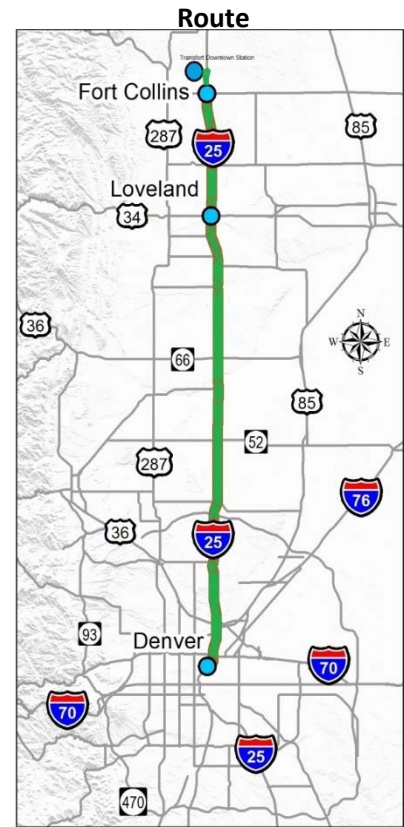 Route
Transfort Downtown Station
Fort Collins
287
25
85
Loveland
34
36
N
W E
S
66
85
52
287
76
36
25
93
Denver
70
70
25
470